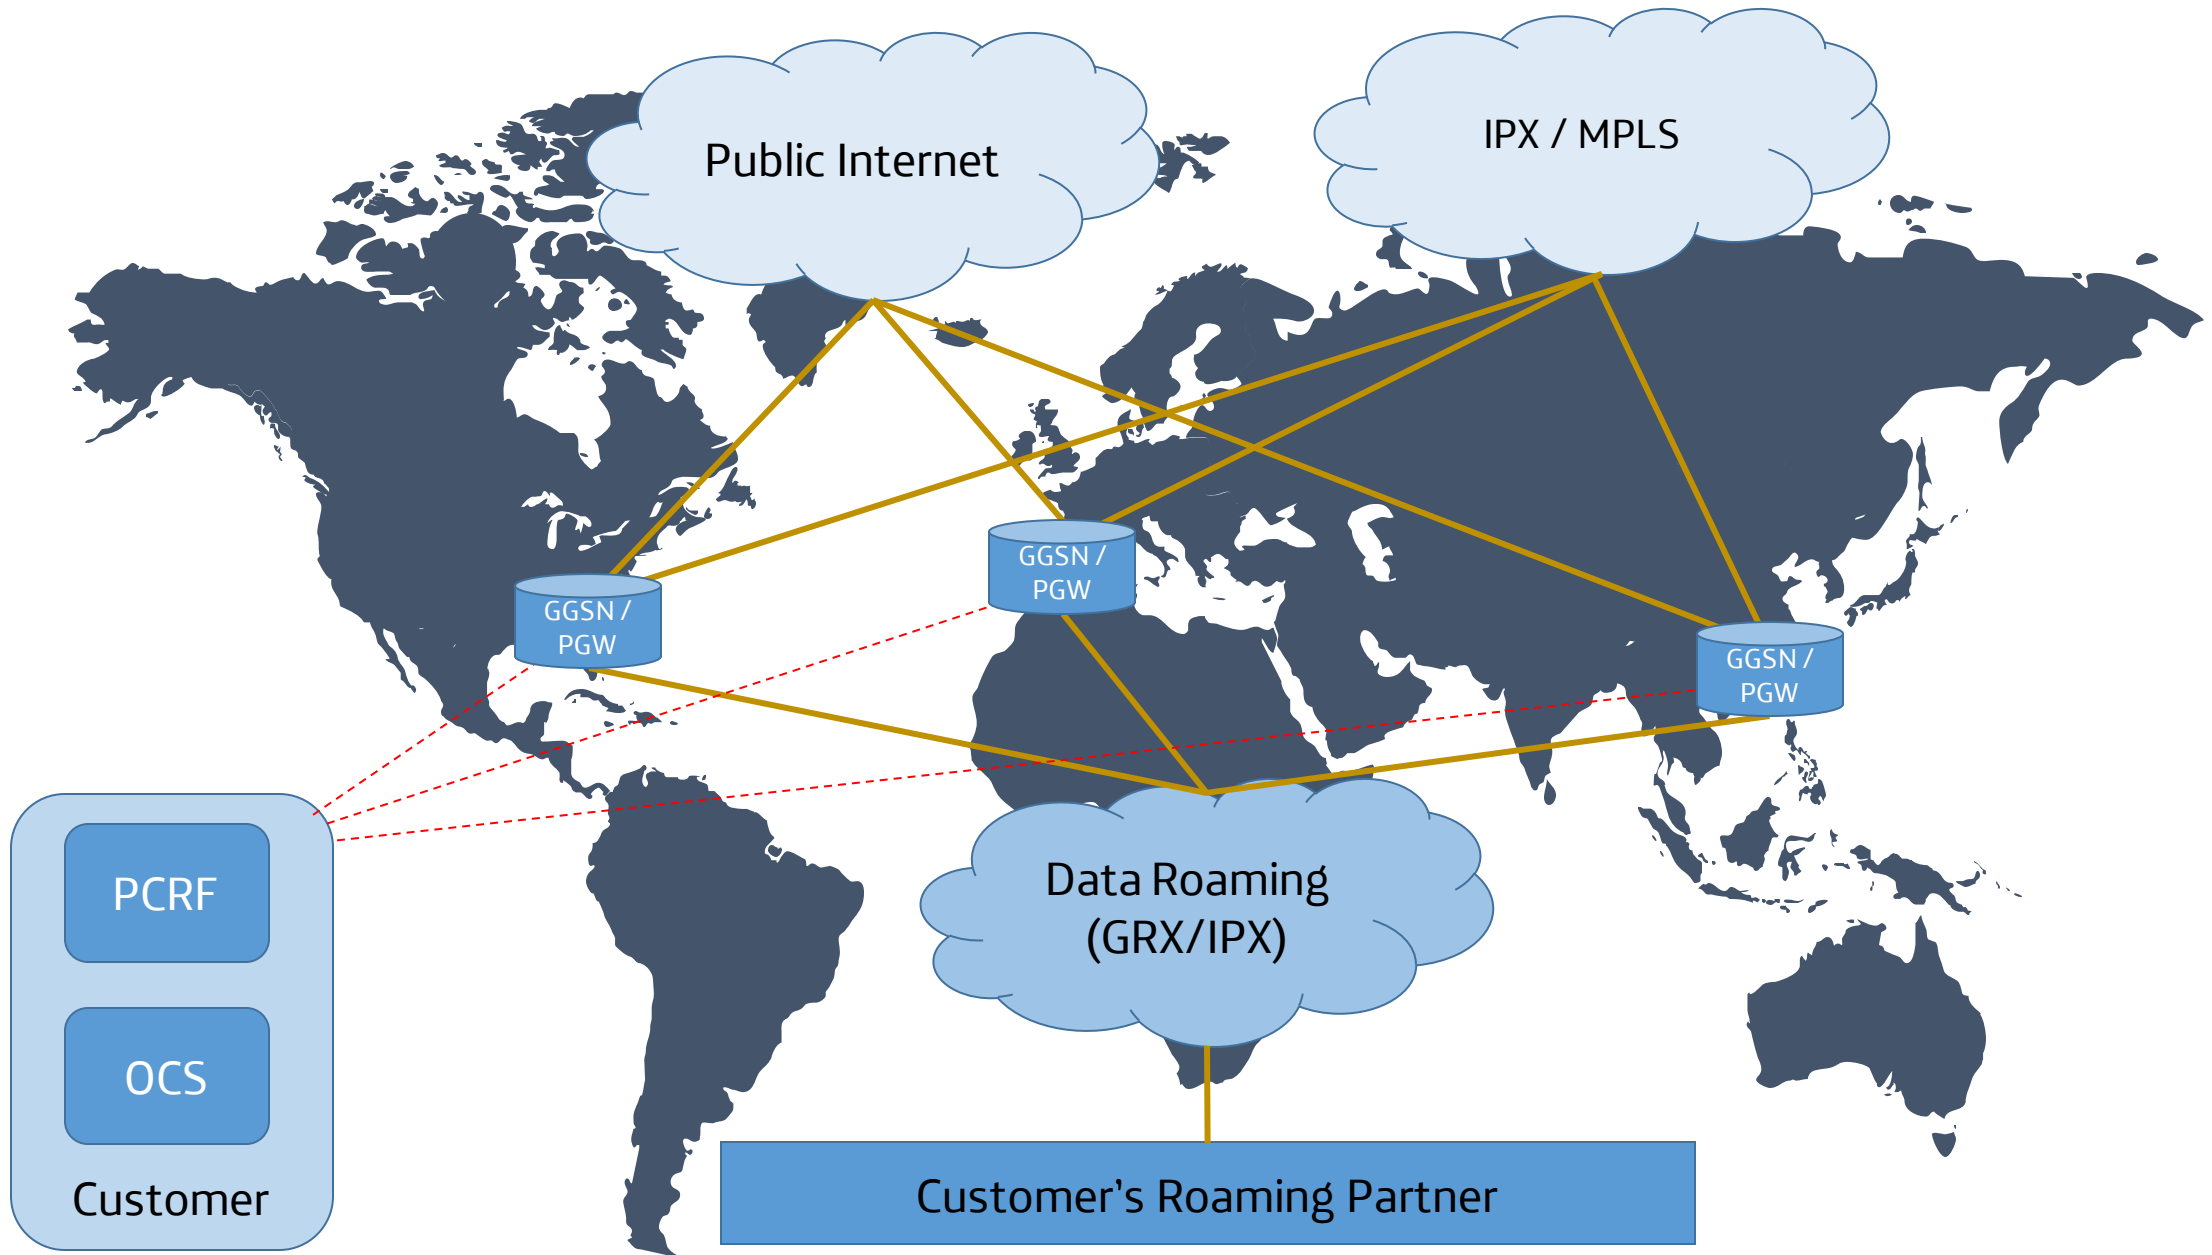 Public Internet
IPX / MPLS
GGSN /
PGW
GGSN /
PGW
GGSN /
PGW
PCRF
OCS
Customer
Data Roaming
(GRX/IPX)
Customer’s Roaming Partner